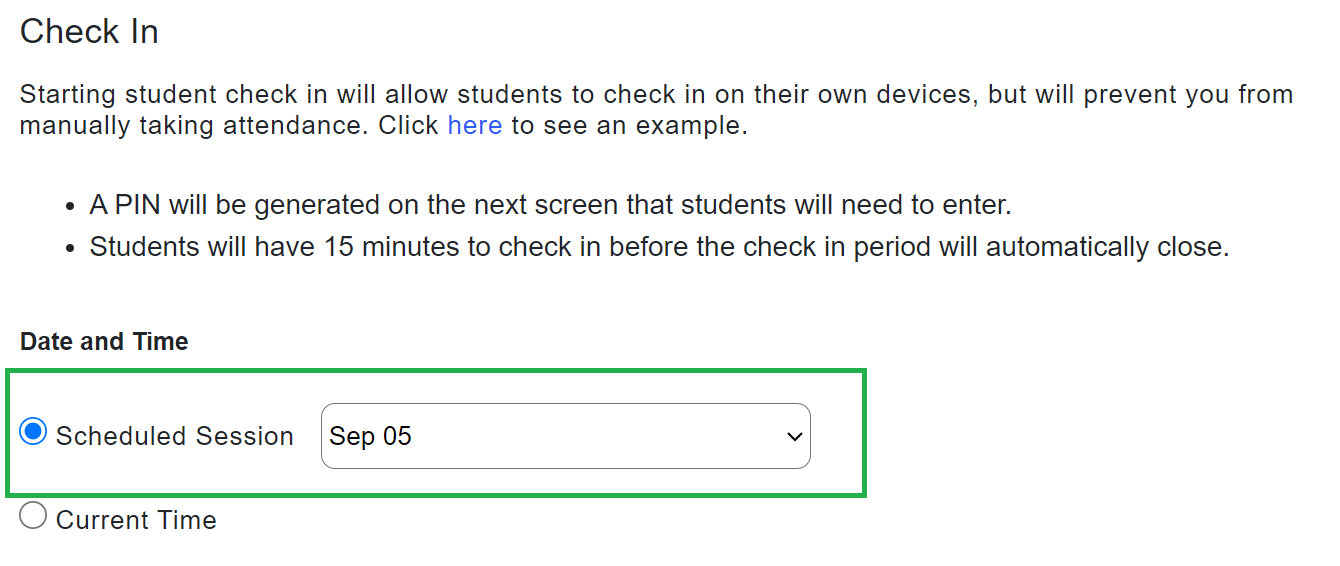 Check In
Starting student check in will allow students to check in on their own devices, but will prevent you from
manually taking attendance. Click here to see an example.
• A PIN will be generated on the next screen that students will need to enter.
• Students will have 15 minutes to check in before the check in period will automatically close.
Date and Time
Scheduled Session Sep 05
Current Time